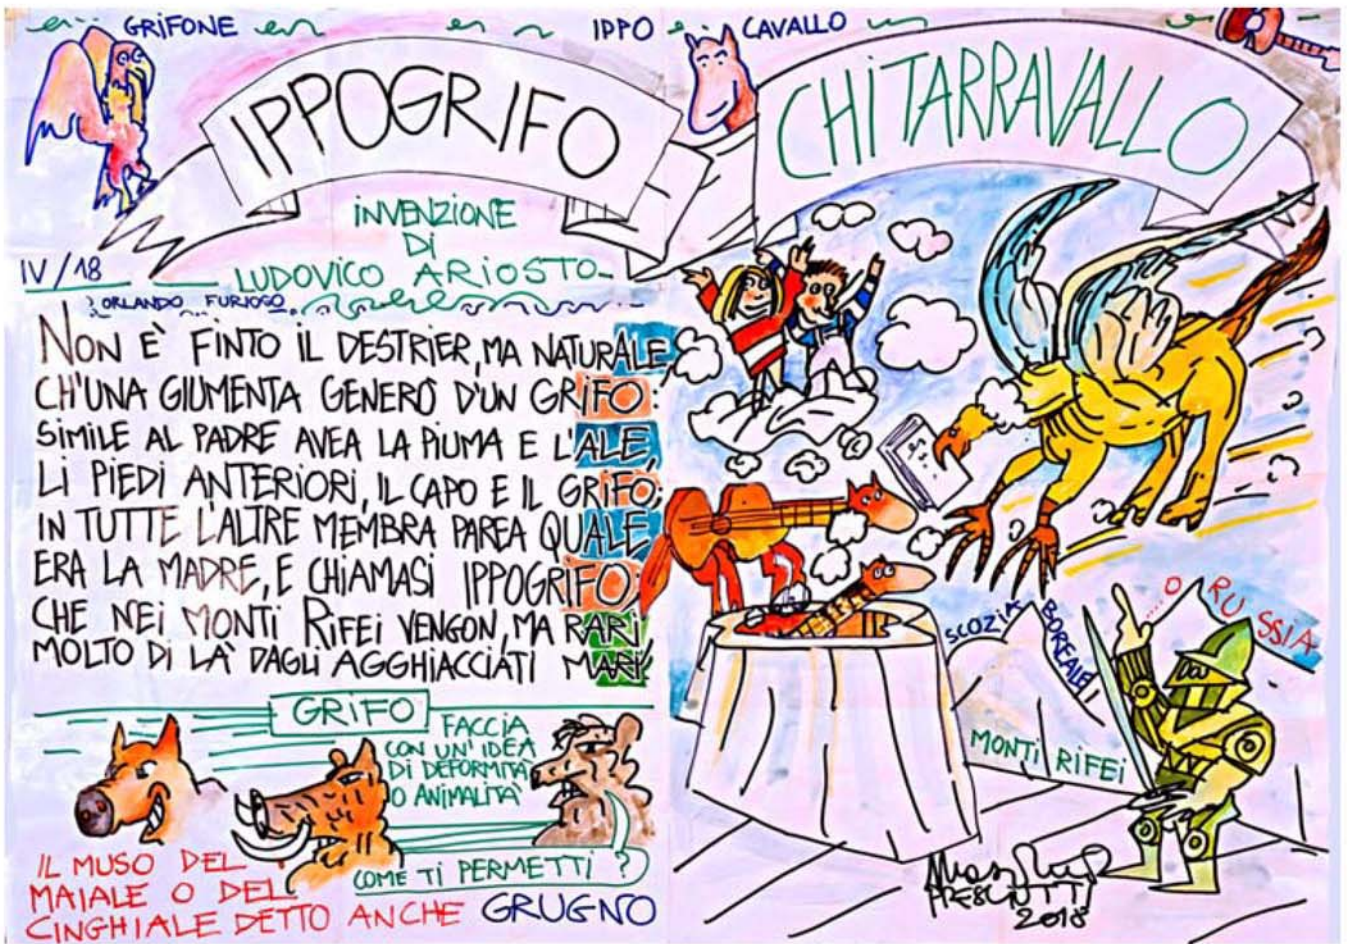 GRIFONE
IPPO
CAVALLO
IPPOGRIFO
CHITARRAVALLO
INVENZIONE
DI
LUDOVICO ARIOSTO
IV/18
ORLANDO FURIOSO
NON È FINTO IL DESTRIER, MA NATURALE,
CH'UNA GIUMENTA GENERÒ D'UN GRIFO:
SIMILE AL PADRE AVEA LA PIUMA E L'ALE,
LI PIEDI ANTERIORI, IL CAPO E IL GRIFO;
IN TUTTE L'ALTRE MEMBRA PAREA QUALE
ERA LA MADRE, E CHIAMASI IPPOGRIFO;
CHE NEI MONTI RIFEI VENGON, MA RARI,
MOLTO DI LÀ DAGLI AGGHIACCIATI MARI.
GRIFO
FACCIA
CON UN'IDEA
DI DEFORMITÀ
O ANIMALITÀ
COME TI PERMETTI?
IL MUSO DEL
MAIALE O DEL
CINGHIALE DETTO ANCHE GRUGNO
SCOZIA
BOREALE!
O RUSSIA
MONTI RIFEI
PRESCIUTTI
2018